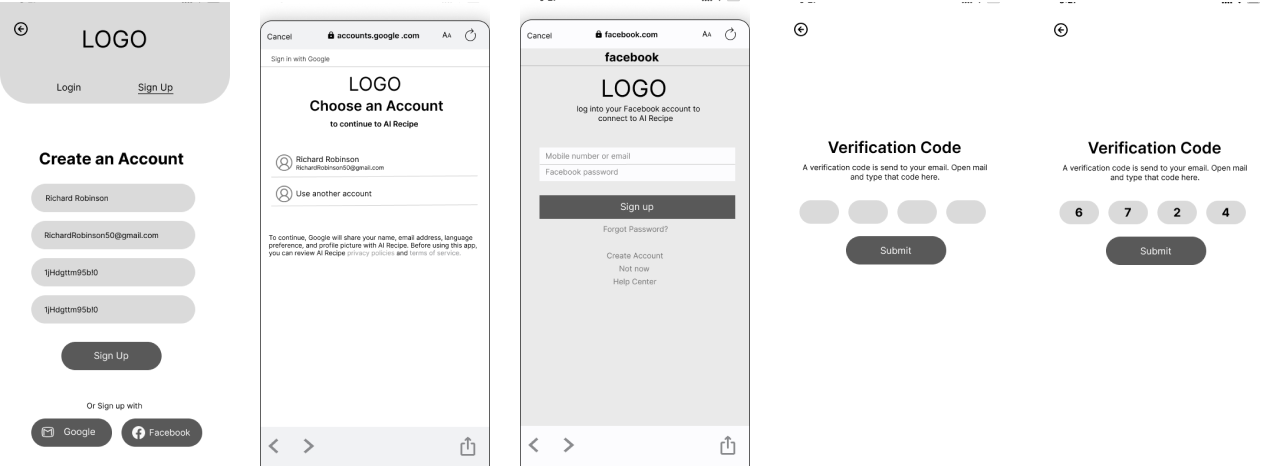 LOGO
Login
Sign Up
Create an Account
Richard Robinson
RichardRobinson50@gmail.com
1jHdgttm95b!0
1jHdgttm95b!0
Sign Up
Or Sign up with
Google
Facebook
Cancel
accounts.google .com
AA
Sign in with Google
LOGO
Choose an Account
to continue to AI Recipe
Richard Robinson
RichardRobinson50@gmail.com
Use another account
To continue, Google will share your name, email address, language
preference, and profile picture with AI Recipe. Before using this app,
you can review AI Recipe privacy policies and terms of service.
Cancel
facebook.com
AA
facebook
LOGO
log into your Facebook account to
connect to AI Recipe
Mobile number or email
Facebook password
Sign up
Forgot Password?
Create Account
Not now
Help Center
Verification Code
A verification code is send to your email. Open mail
and type that code here.
Submit
Verification Code
A verification code is send to your email. Open mail
and type that code here.
6 7 2 4
Submit